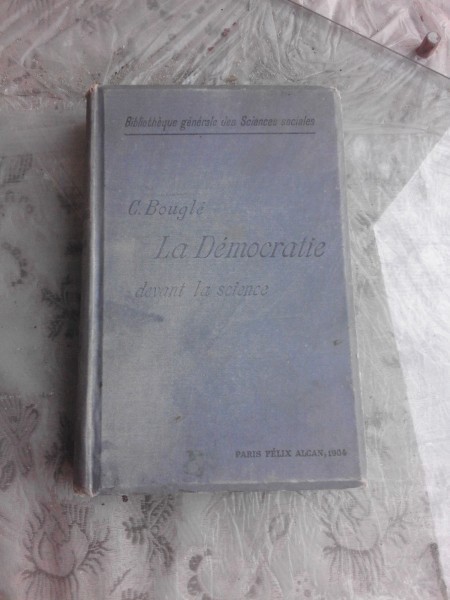 Bibliothèque générale des Sciences sociales
C. Bouglé
La Démocratie
devant la science
PARIS FÉLIX ALCAN, 1904